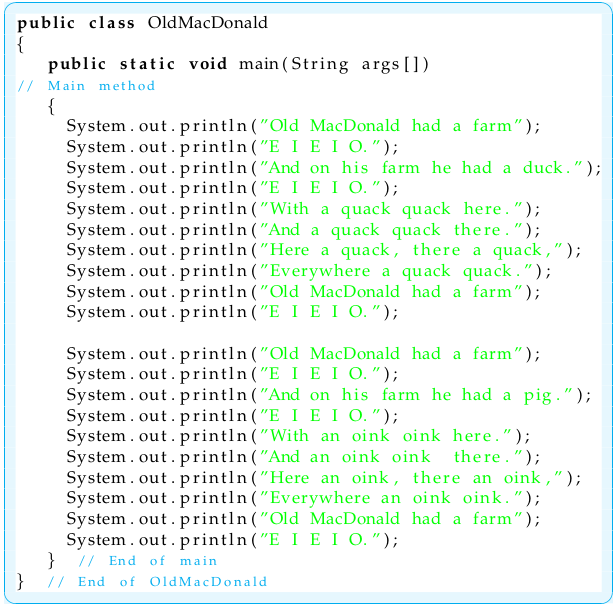 public class OldMacDonald
{
public static void main(String args[])
// Main method
{
System.out.println("Old MacDonald had a farm");
System.out.println("E I E I O.");
System.out.println("And on his farm he had a duck.");
System.out.println("E I E I O.");
System.out.println("With a quack quack here.");
System.out.println("And a quack quack there.");
System.out.println("Here a quack, there a quack,");
System.out.println("Everywhere a quack quack.");
System.out.println("Old MacDonald had a farm");
System.out.println("E I E I O.");
System.out.println("Old MacDonald had a farm");
System.out.println("E I E I O.");
System.out.println("And on his farm he had a pig.");
System.out.println("E I E I O.");
System.out.println("With an oink oink here.");
System.out.println("And an oink oink  there.");
System.out.println("Here an oink, there an oink,");
System.out.println("Everywhere an oink oink.");
System.out.println("Old MacDonald had a farm");
System.out.println("E I E I O.");
} // End of main
} // End of OldMacDonald